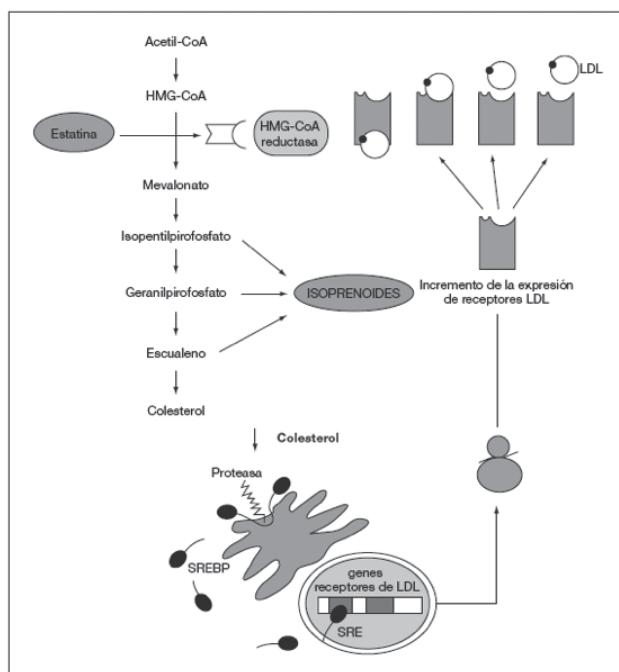 Acetil-CoA
HMG-CoA
Estatina
HMG-CoA
reductasa
LDL
Mevalonato
Isopentilpirofosfato
Geranilpirofosfato
ISOPRENOIDES
Incremento de la expresión
de receptores LDL
Escualeno
Colesterol
Colesterol
Proteasa
SREBP
genes
receptores de LDL
SRE